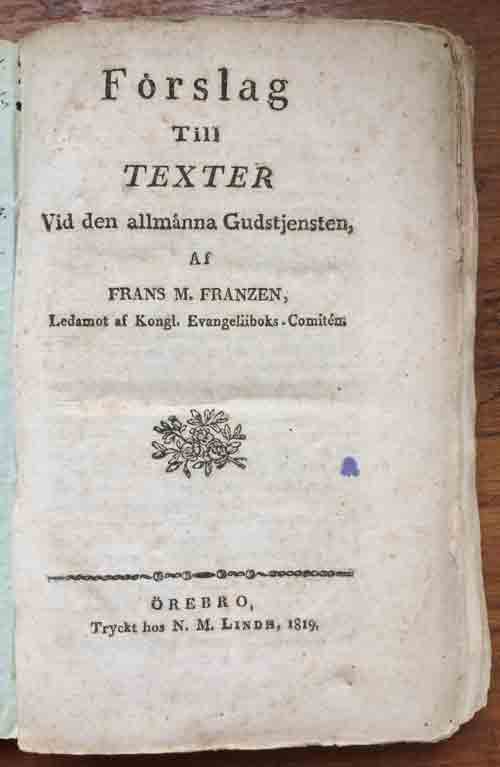 Förslag
Till
TEXTER
Vid den allmånna Gudstjensten,
Af
FRANS M. FRANZEN,
Ledamot af Kongl. Evangeliiboks-Comitén.
ÖREBRO,
Tryckt hos N. M. LINDH, 1819.